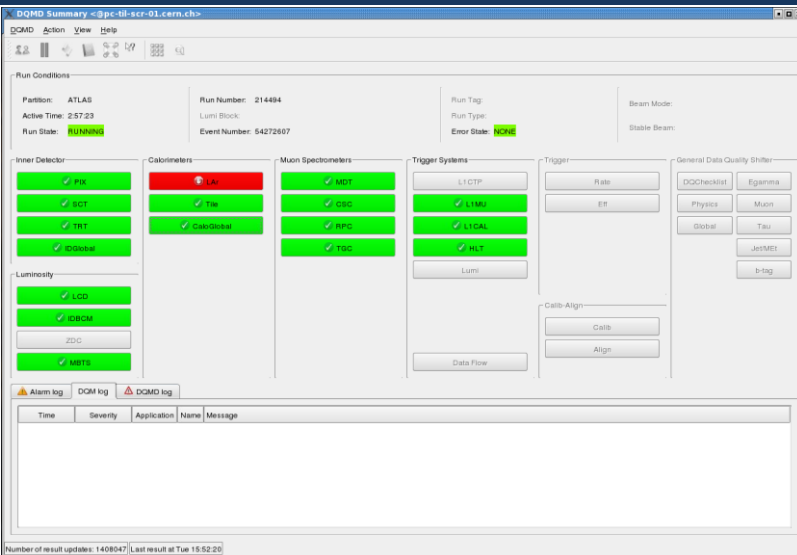 DQMD Summary <@pc-til-scr-01.cern.ch>
DQMD Action View Help
Run Conditions
Partition: ATLAS
Active Time: 2:57:23
Run State: RUNNING
Run Number: 214494
Lumi Block:
Event Number: 54272607
Run Tag:
Run Type:
Error State: NONE
Beam Mode:
Stable Beam:
Inner Detector
PIX
SCT
TRT
IDGlobal
Luminosity
LCD
IDBCM
ZDC
MBTS
Calorimeters
LAr
Tile
CaloGlobal
Muon Spectrometers
MDT
CSC
RPC
TGC
Trigger Systems
L1CTP
L1MU
L1CAL
HLT
Lumi
Data Flow
Trigger
Rate
Eff
Calib-Align
Calib
Align
General Data Quality Shifter
DQChecklist Egamma
Physics Muon
Global Tau
Jet/MEt
b-tag
Alarm log DQM log DQMD log
Time Severity Application Name Message
Number of result updates: 1408047 Last result at Tue 15:52:20